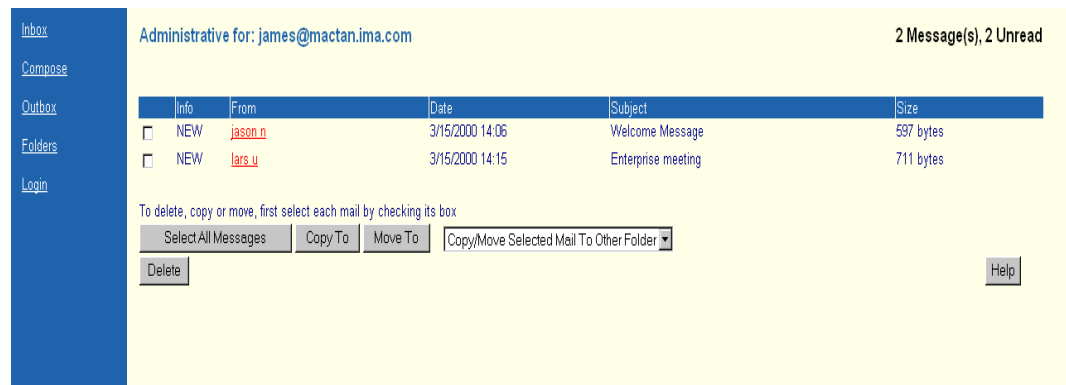 Inbox
Compose
Outbox
Folders
Login
Administrative for: james@mactan.ima.com
2 Message(s), 2 Unread
Info From Date Subject Size
NEW jason n 3/15/2000 14:06 Welcome Message 597 bytes
NEW lars u 3/15/2000 14:15 Enterprise meeting 711 bytes
To delete, copy or move, first select each mail by checking its box
Select All Messages Copy To Move To Copy/Move Selected Mail To Other Folder
Delete Help